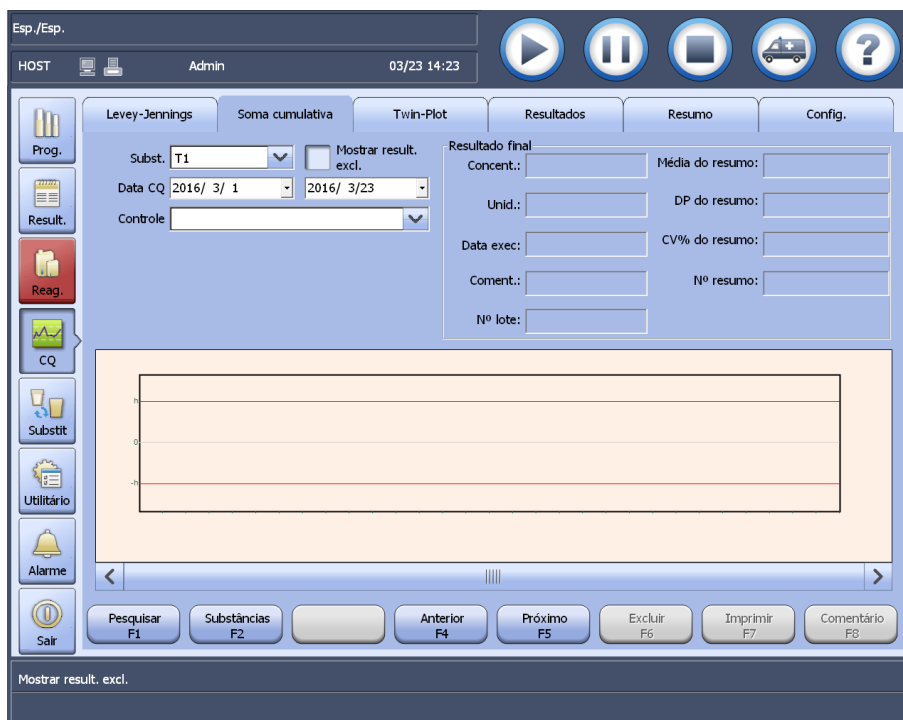 Esp./Esp.
HOST Admin 03/23 14:23
?
Prog.
Result.
Reag.
CQ
Substit
Utilitário
Alarme
Sair
Levey-Jennings Soma cumulativa Twin-Plot Resultados Resumo Config.
Subst. T1 Mostrar result. excl.
Data CQ 2016/ 3/ 1 2016/ 3/23
Controle
Resultado final
Concent.: Média do resumo:
Unid.: DP do resumo:
Data exec: CV% do resumo:
Coment.: Nº resumo:
Nº lote:
h
0
-h
Pesquisar F1
Substâncias F2
Anterior F4
Próximo F5
Excluir F6
Imprimir F7
Comentário F8
Mostrar result. excl.